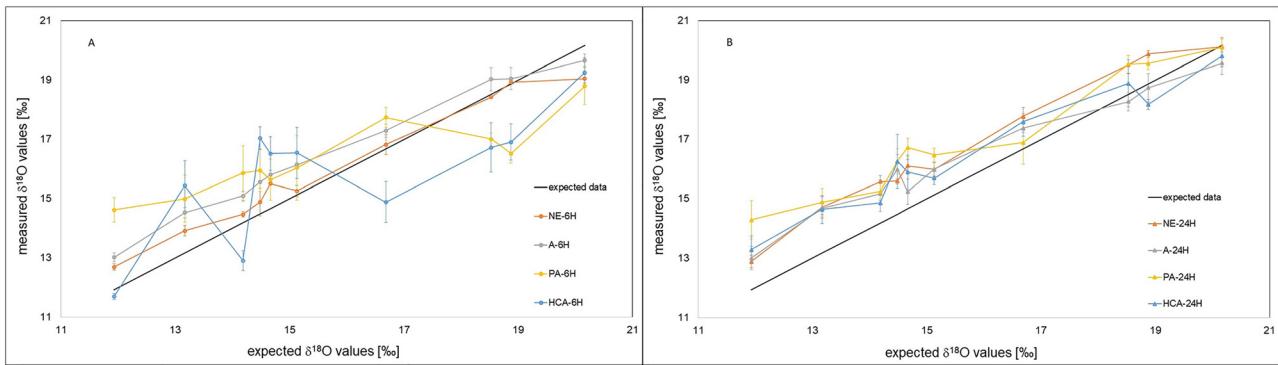 A
21
19
17
15
13
11
measured δ¹⁸O values [‰]
11
13
15
17
19
21
expected δ¹⁸O values [‰]
expected data
NE-6H
A-6H
PA-6H
HCA-6H
B
21
19
17
15
13
11
measured δ¹⁸O values [‰]
11
13
15
17
19
21
expected δ¹⁸O values [‰]
expected data
NE-24H
A-24H
PA-24H
HCA-24H